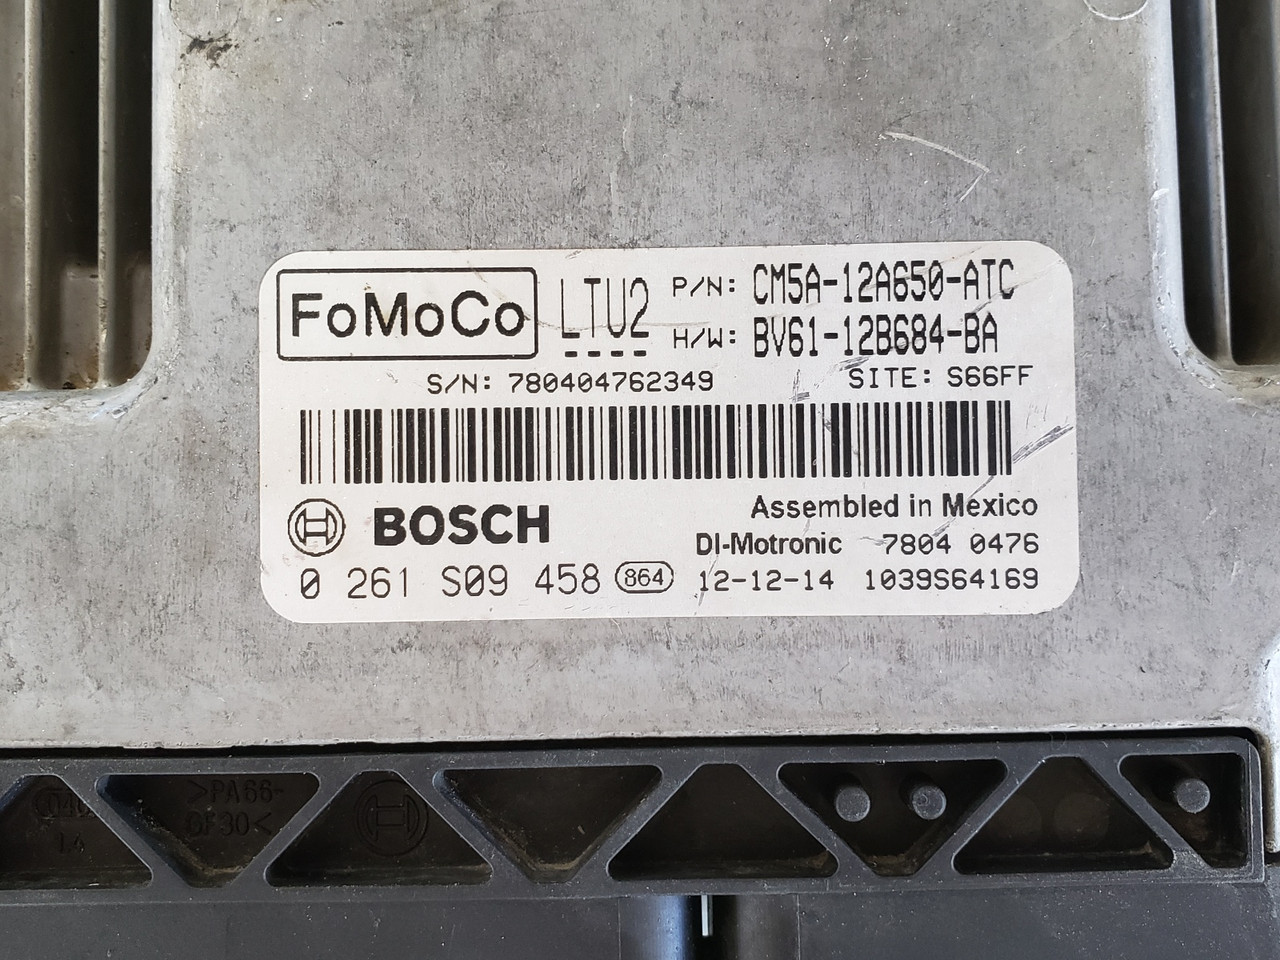 FoMoCo LTU2 P/N: CM5A-12A650-ATC
H/W: BV61-12B684-BA
S/N: 780404762349 SITE: S66FF
BOSCH Assembled in Mexico
DI-Motronic 7804 0476
0 261 S09 458 864 12-12-14 1039S64169
>PA66-
GF30<